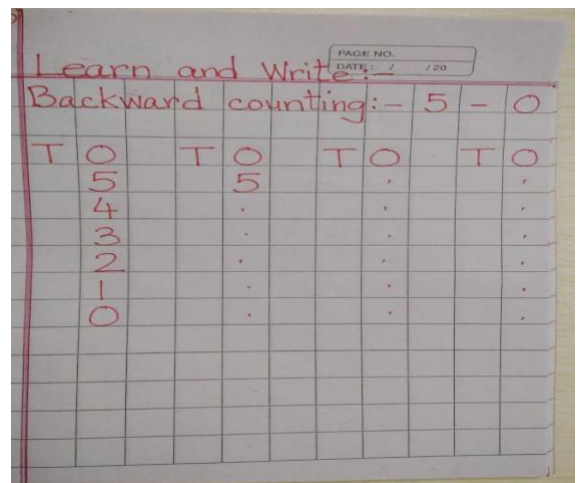 PAGE NO.
DATE : / / 20
Learn and Write :-
Backward counting :- 5 - 0
T O T O T O T O
5 5 . .
4 . . .
3 . . .
2 . . .
1 . . .
0 . . .